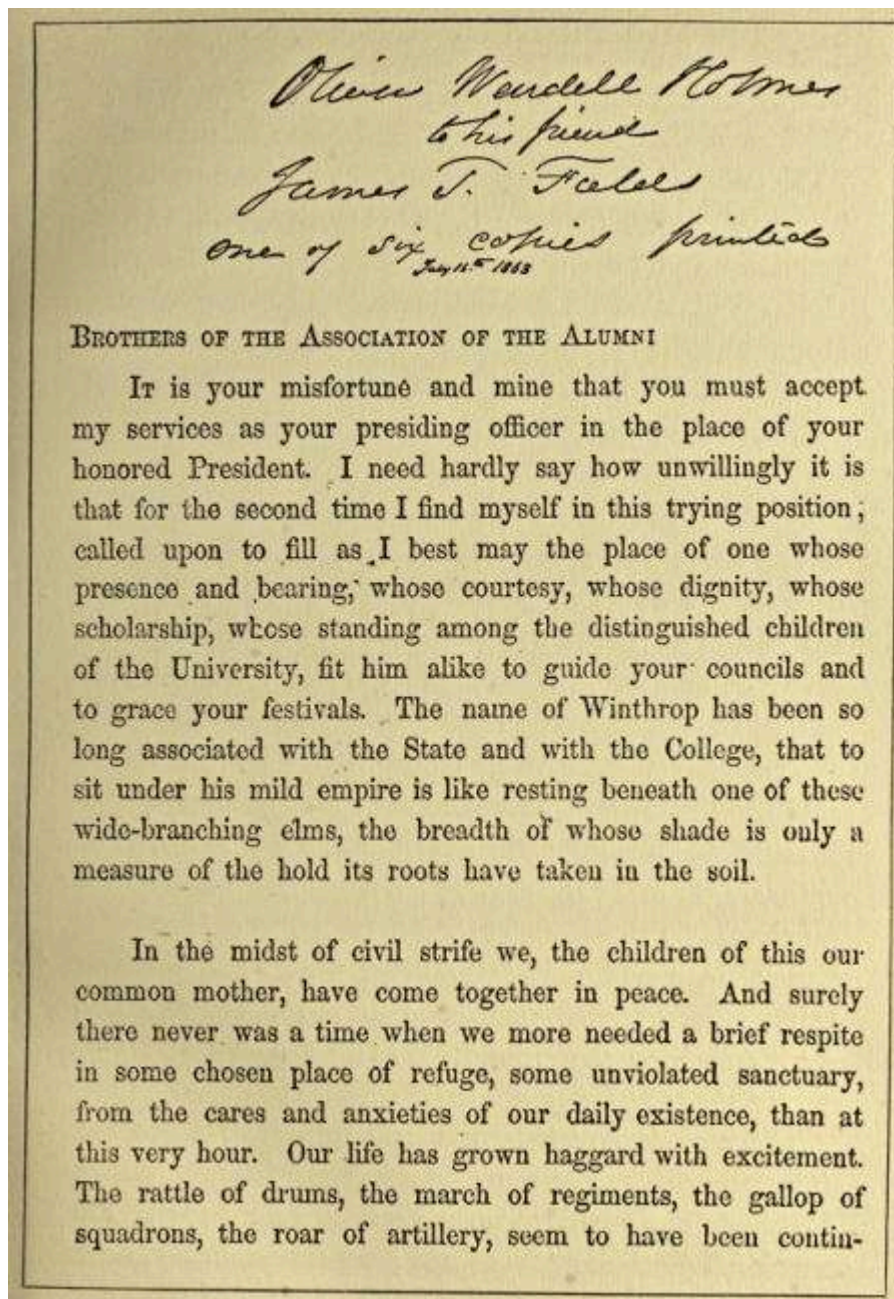 Oliver Wendell Holmes
to his friend
James T. Fields
one of six copies printed
July 16th 1863
BROTHERS OF THE ASSOCIATION OF THE ALUMNI
IT is your misfortune and mine that you must accept
my services as your presiding officer in the place of your
honored President. I need hardly say how unwillingly it is
that for the second time I find myself in this trying position;
called upon to fill as I best may the place of one whose
presence and bearing, whose courtesy, whose dignity, whose
scholarship, whose standing among the distinguished children
of the University, fit him alike to guide your councils and
to grace your festivals. The name of Winthrop has been so
long associated with the State and with the College, that to
sit under his mild empire is like resting beneath one of these
wide-branching elms, the breadth of whose shade is only a
measure of the hold its roots have taken in the soil.
In the midst of civil strife we, the children of this our
common mother, have come together in peace. And surely
there never was a time when we more needed a brief respite
in some chosen place of refuge, some unviolated sanctuary,
from the cares and anxieties of our daily existence, than at
this very hour. Our life has grown haggard with excitement.
The rattle of drums, the march of regiments, the gallop of
squadrons, the roar of artillery, seem to have been contin-